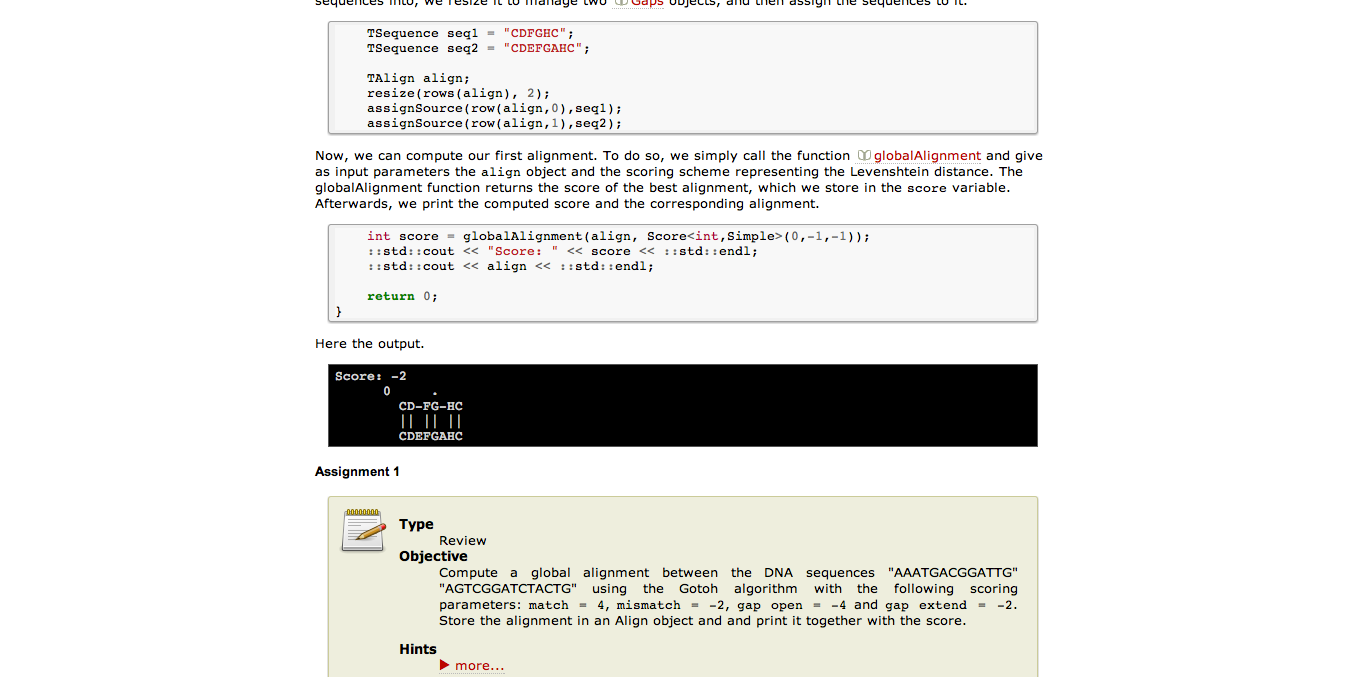 sequences into, we resize it to manage two Gaps objects, and then assign the sequences to it.
TSequence seq1 = "CDFGHC";
TSequence seq2 = "CDEFGAHC";
TAlign align;
resize(rows(align), 2);
assignSource(row(align,0),seq1);
assignSource(row(align,1),seq2);
Now, we can compute our first alignment. To do so, we simply call the function globalAlignment and give
as input parameters the align object and the scoring scheme representing the Levenshtein distance. The
globalAlignment function returns the score of the best alignment, which we store in the score variable.
Afterwards, we print the computed score and the corresponding alignment.
int score = globalAlignment(align, Score<int,Simple>(0,-1,-1));
::std::cout << "Score: " << score << ::std::endl;
::std::cout << align << ::std::endl;
return 0;
}
Here the output.
Score: -2
0 .
CD-FG-HC
|| || ||
CDEFGAHC
Assignment 1
Type
Review
Objective
Compute a global alignment between the DNA sequences "AAATGACGGATTG"
"AGTCGGATCTACTG" using the Gotoh algorithm with the following scoring
parameters: match = 4, mismatch = -2, gap open = -4 and gap extend = -2.
Store the alignment in an Align object and and print it together with the score.
Hints
more...